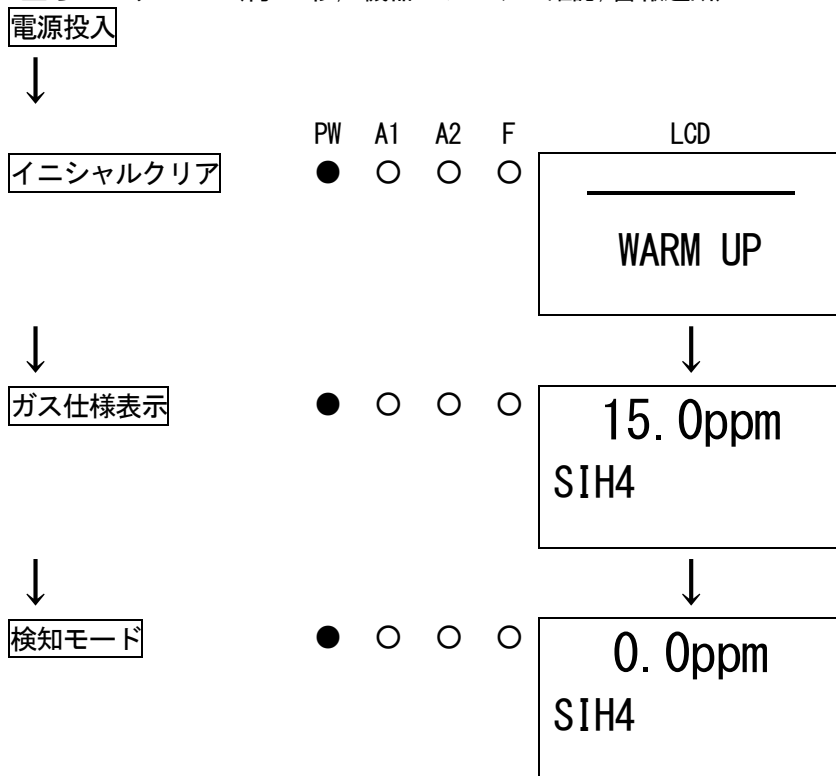 電源投入
↓
PW A1 A2 F LCD
イニシャルクリア ● ○ ○ ○
WARM UP
↓ ↓
ガス仕様表示 ● ○ ○ ○ 15.0ppm
SIH4
↓ ↓
検知モード ● ○ ○ ○ 0.0ppm
SIH4